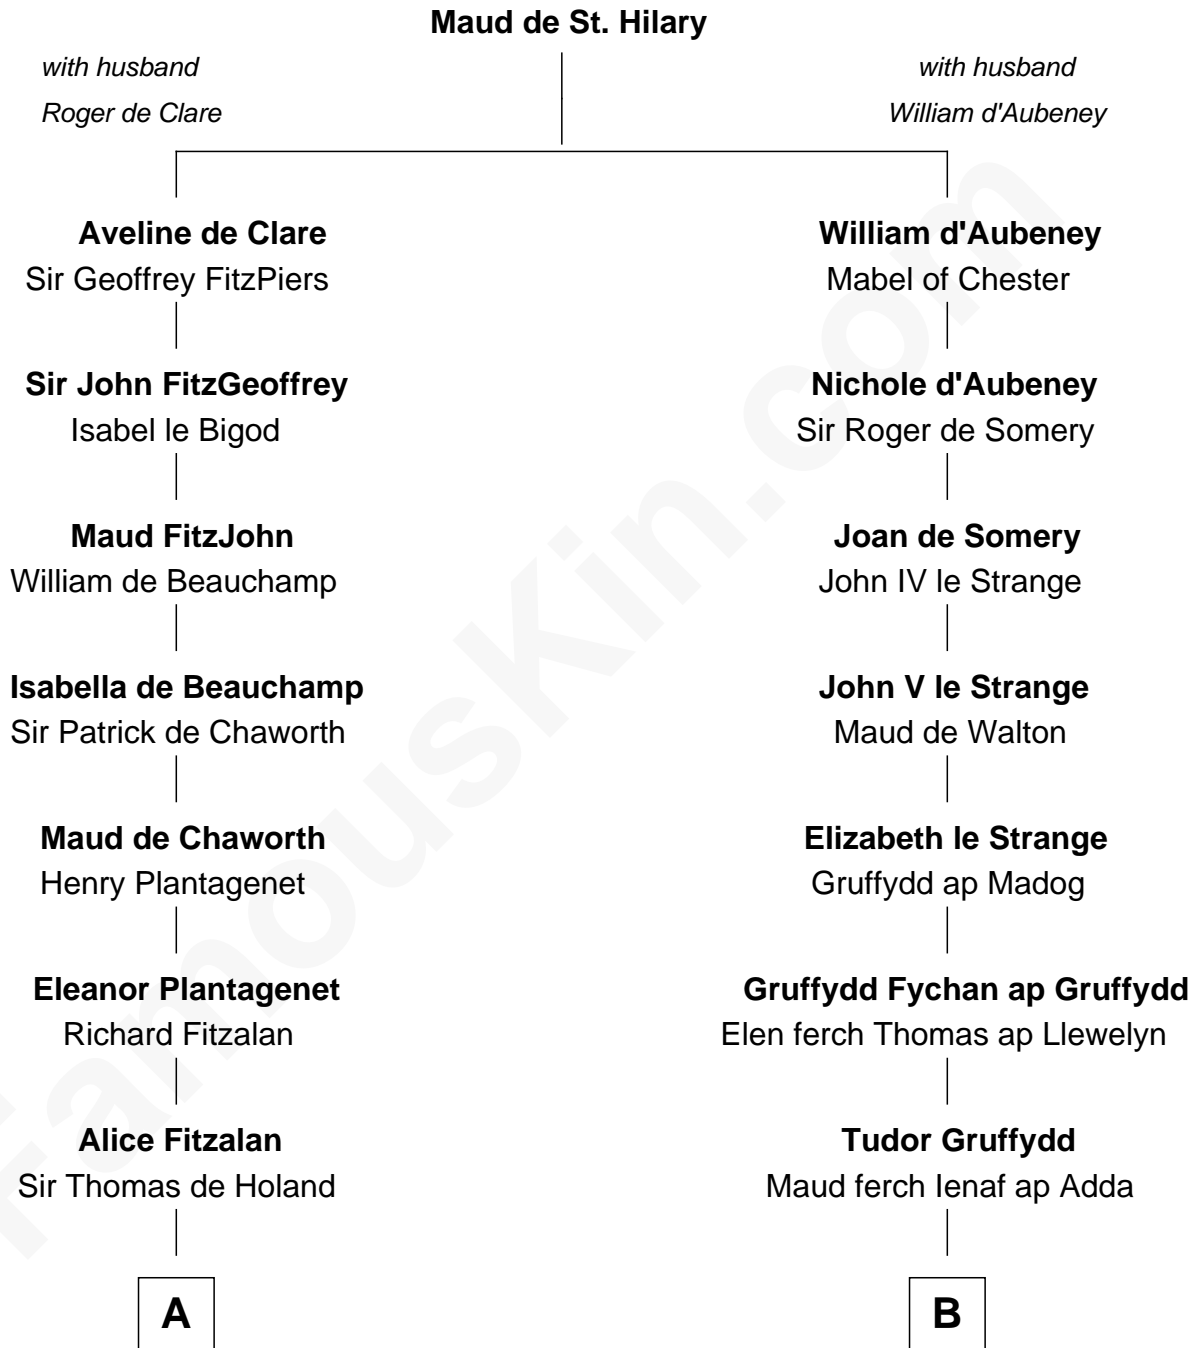 Maud de St. Hilary
with husband
Roger de Clare
with husband
William d'Aubeney
Aveline de Clare
Sir Geoffrey FitzPiers
William d'Aubeney
Mabel of Chester
Sir John FitzGeoffrey
Isabel le Bigod
Nichole d'Aubeney
Sir Roger de Somery
Maud FitzJohn
William de Beauchamp
Joan de Somery
John IV le Strange
Isabella de Beauchamp
Sir Patrick de Chaworth
John V le Strange
Maud de Walton
Maud de Chaworth
Henry Plantagenet
Elizabeth le Strange
Gruffydd ap Madog
Eleanor Plantagenet
Richard Fitzalan
Gruffydd Fychan ap Gruffydd
Elen ferch Thomas ap Llewelyn
Alice Fitzalan
Sir Thomas de Holand
Tudor Gruffydd
Maud ferch Ienaf ap Adda
A
B
FamousKin.com